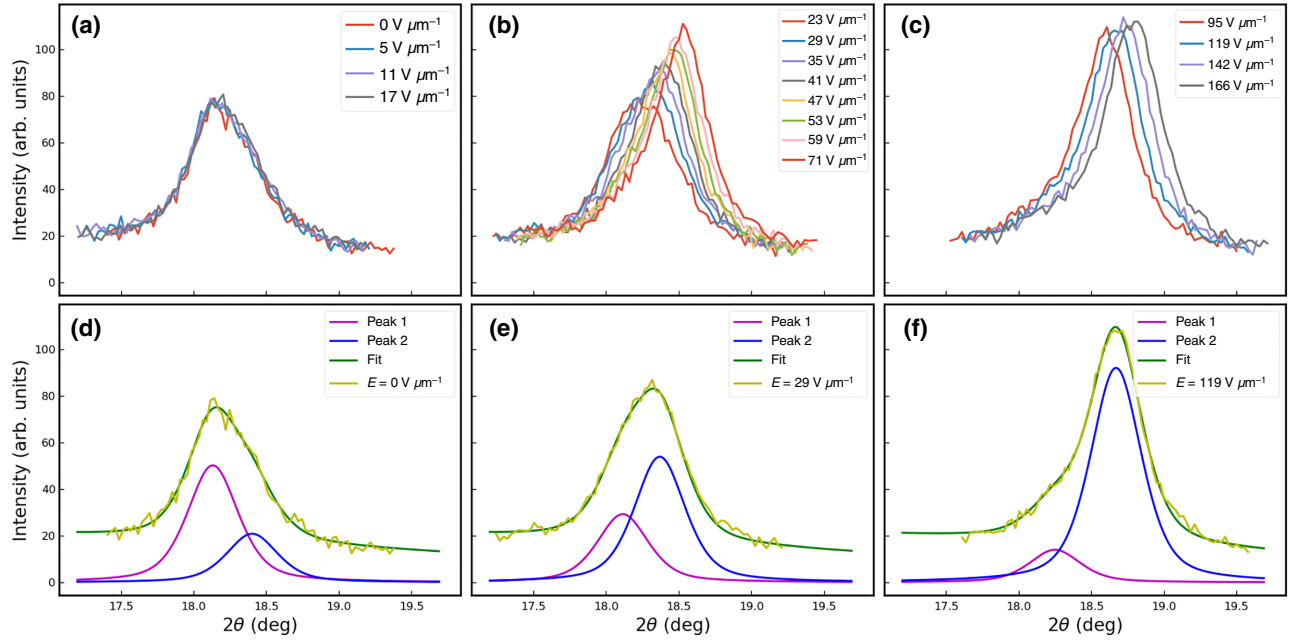 (a)
0 V μm⁻¹
5 V μm⁻¹
11 V μm⁻¹
17 V μm⁻¹
Intensity (arb. units)
100
80
60
40
20
0
(b)
23 V μm⁻¹
29 V μm⁻¹
35 V μm⁻¹
41 V μm⁻¹
47 V μm⁻¹
53 V μm⁻¹
59 V μm⁻¹
71 V μm⁻¹
(c)
95 V μm⁻¹
119 V μm⁻¹
142 V μm⁻¹
166 V μm⁻¹
(d)
Peak 1
Peak 2
Fit
E = 0 V μm⁻¹
Intensity (arb. units)
100
80
60
40
20
0
17.5 18.0 18.5 19.0 19.5
2θ (deg)
(e)
Peak 1
Peak 2
Fit
E = 29 V μm⁻¹
17.5 18.0 18.5 19.0 19.5
2θ (deg)
(f)
Peak 1
Peak 2
Fit
E = 119 V μm⁻¹
17.5 18.0 18.5 19.0 19.5
2θ (deg)